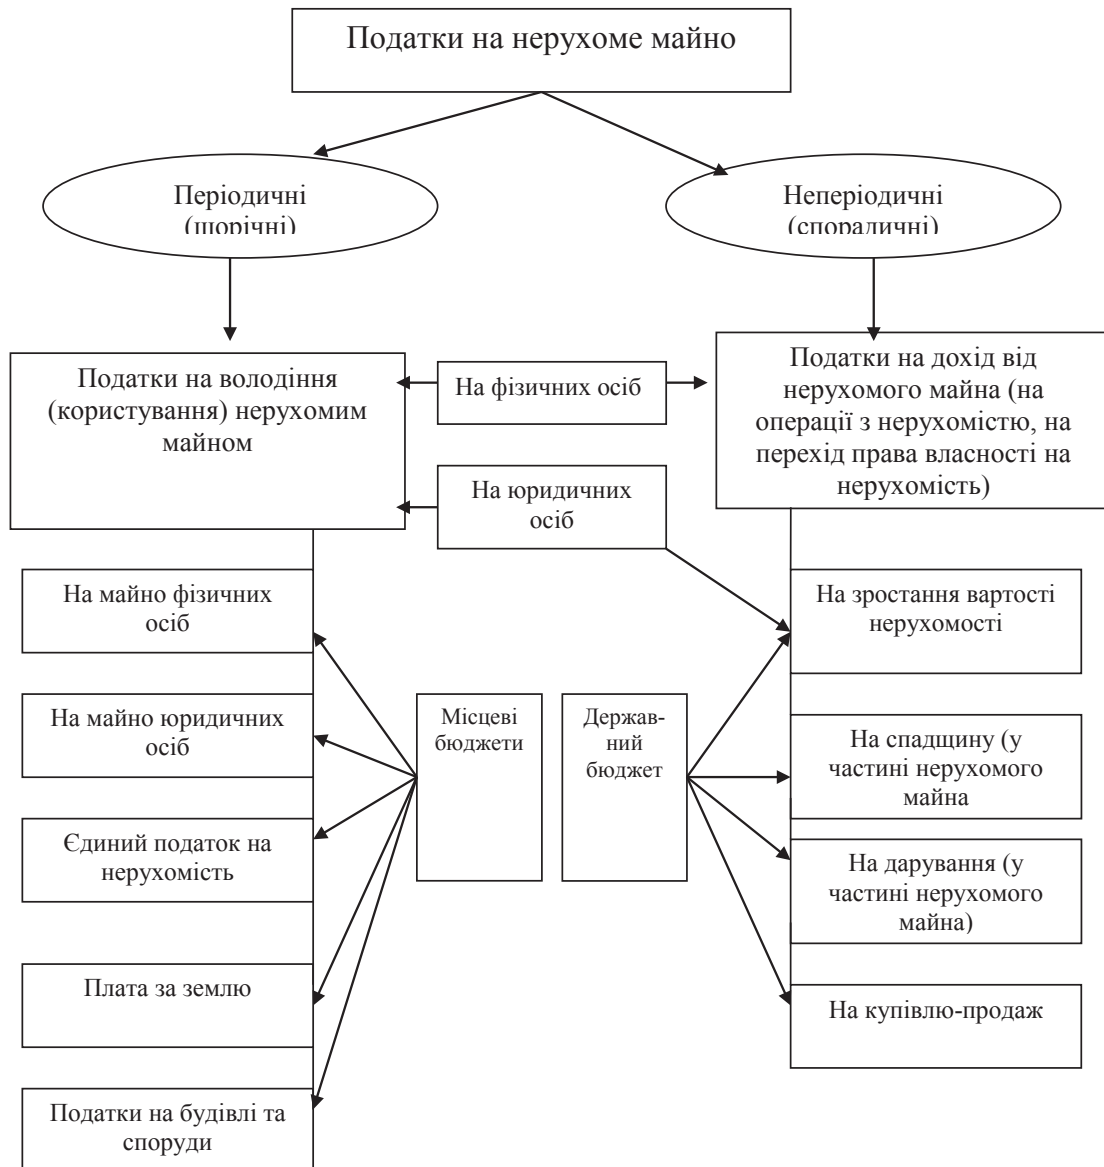 Податки на нерухоме майно
Періодичні
(щорічні)
Неперіодичні
(спорадичні)
Податки на володіння
(користування) нерухомим
майном
На фізичних осіб
Податки на дохід від
нерухомого майна (на
операції з нерухомістю, на
перехід права власності на
нерухомість)
На юридичних
осіб
На майно фізичних
осіб
На майно юридичних
осіб
Єдиний податок на
нерухомість
Плата за землю
Податки на будівлі та
споруди
Місцеві
бюджети
Держав-
ний
бюджет
На зростання вартості
нерухомості
На спадщину (у
частині нерухомого
майна
На дарування (у
частині нерухомого
майна)
На купівлю-продаж